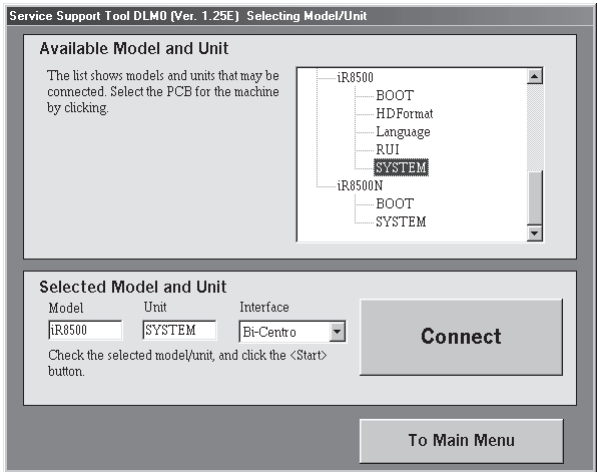 Service Support Tool DLM0 (Ver. 1.25E) Selecting Model/Unit
Available Model and Unit
The list shows models and units that may be
connected. Select the PCB for the machine
by clicking.
iR8500
BOOT
HDFormat
Language
RUI
SYSTEM
iR8500N
BOOT
SYSTEM
Selected Model and Unit
Model Unit Interface
iR8500 SYSTEM Bi-Centro
Check the selected model/unit, and click the <Start>
button.
Connect
To Main Menu